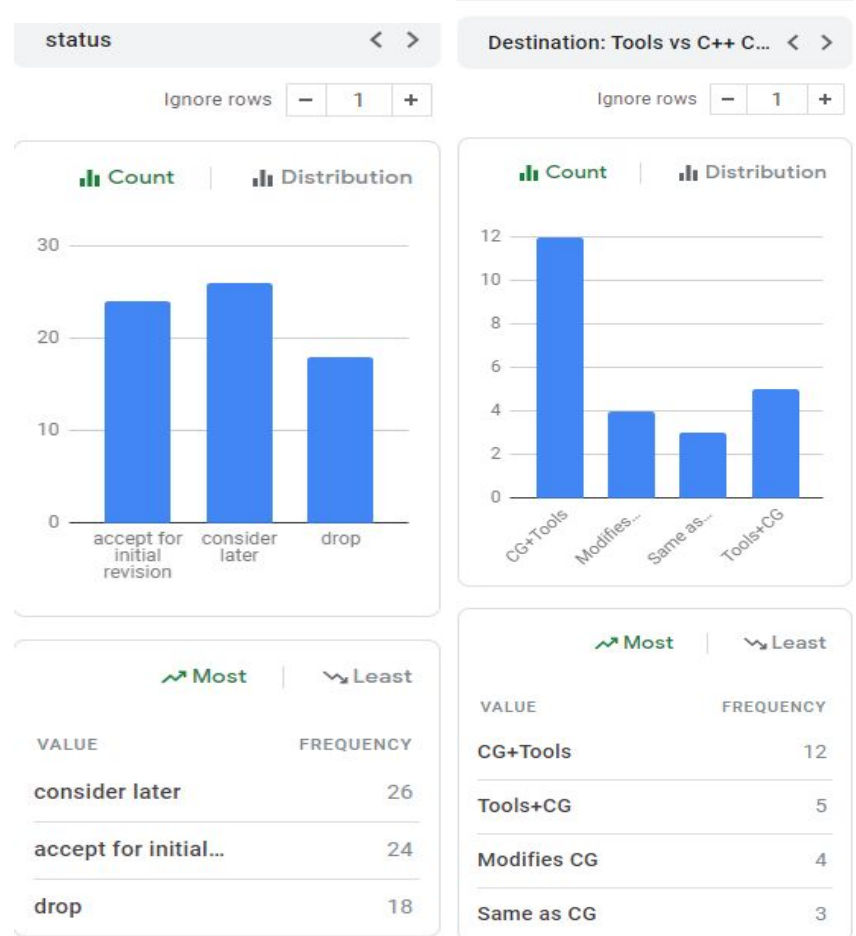 status
Ignore rows − 1 +
Count
Distribution
30
20
10
0
accept for
initial
revision
consider
later
drop
Most
Least
VALUE FREQUENCY
consider later 26
accept for initial... 24
drop 18
Destination: Tools vs C++ C...
Ignore rows − 1 +
Count
Distribution
12
10
8
6
4
2
0
CG+Tools
Modifies...
Same as...
Tools+CG
Most
Least
VALUE FREQUENCY
CG+Tools 12
Tools+CG 5
Modifies CG 4
Same as CG 3